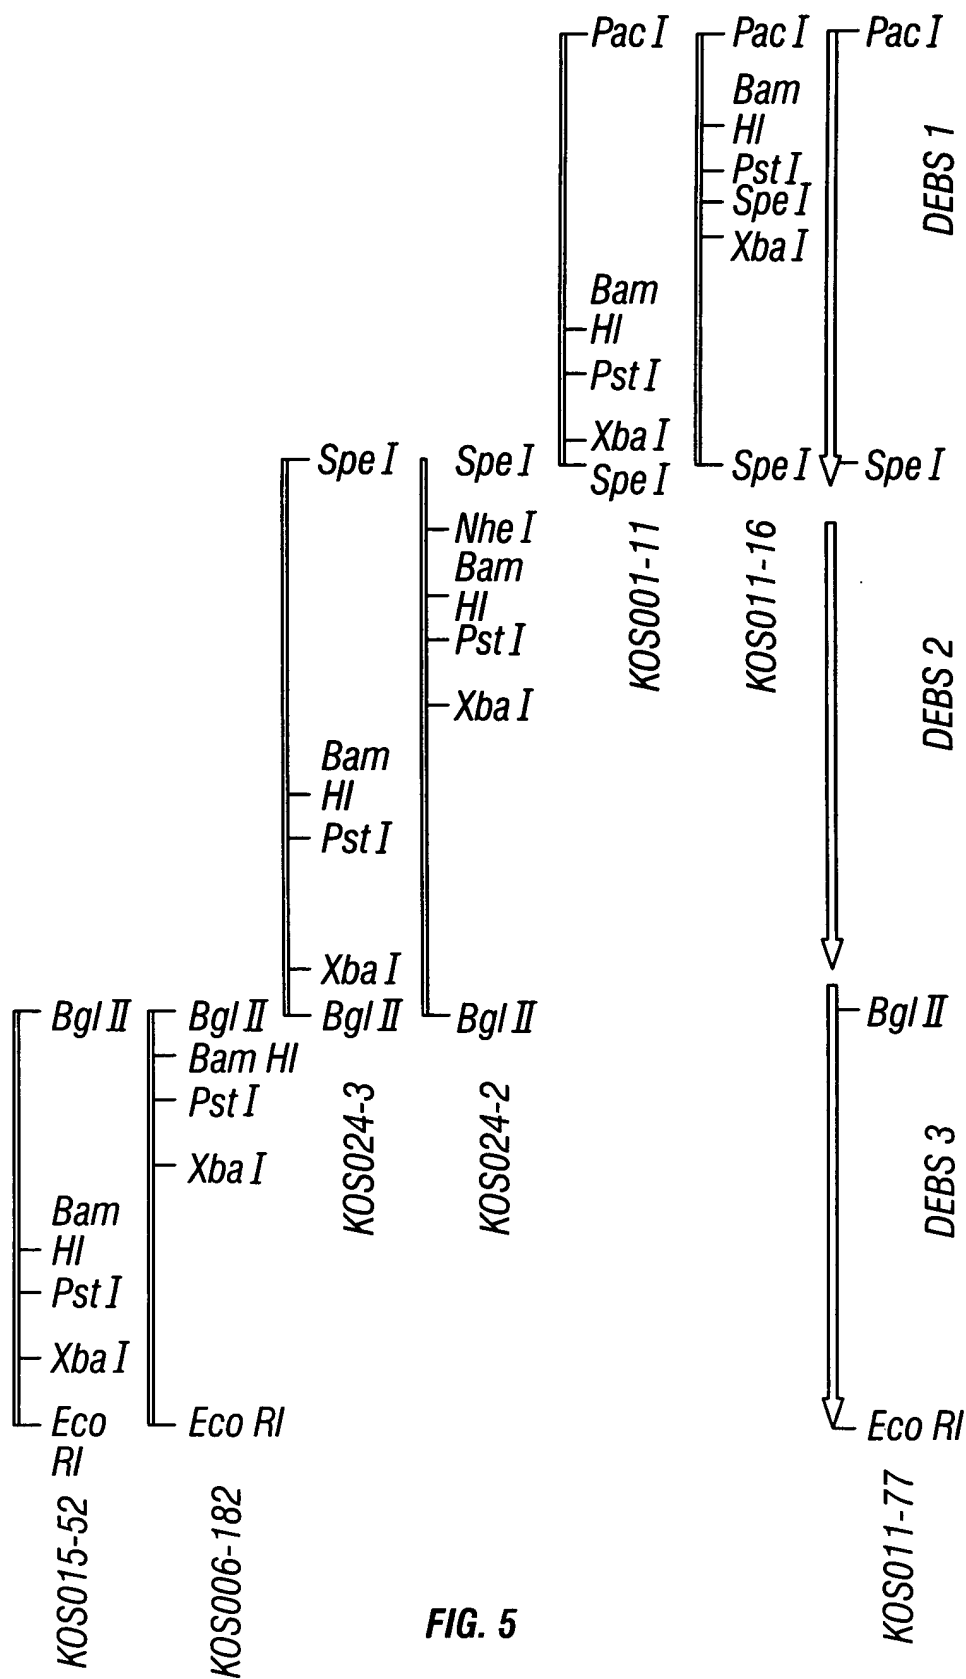 Pac I
Bam
HI
Pst I
Xba I
Spe I
KOS001-11
Pac I
Bam
HI
Pst I
Spe I
Xba I
Spe I
KOS011-16
Pac I
Spe I
Bgl II
Eco RI
KOS011-77
DEBS 1
DEBS 2
DEBS 3
Spe I
Bam
HI
Pst I
Xba I
Bgl II
KOS024-3
Spe I
Nhe I
Bam
HI
Pst I
Xba I
Bgl II
KOS024-2
Bgl II
Bam
HI
Pst I
Xba I
Eco
RI
KOS015-52
Bgl II
Bam HI
Pst I
Xba I
Eco RI
KOS006-182
FIG. 5